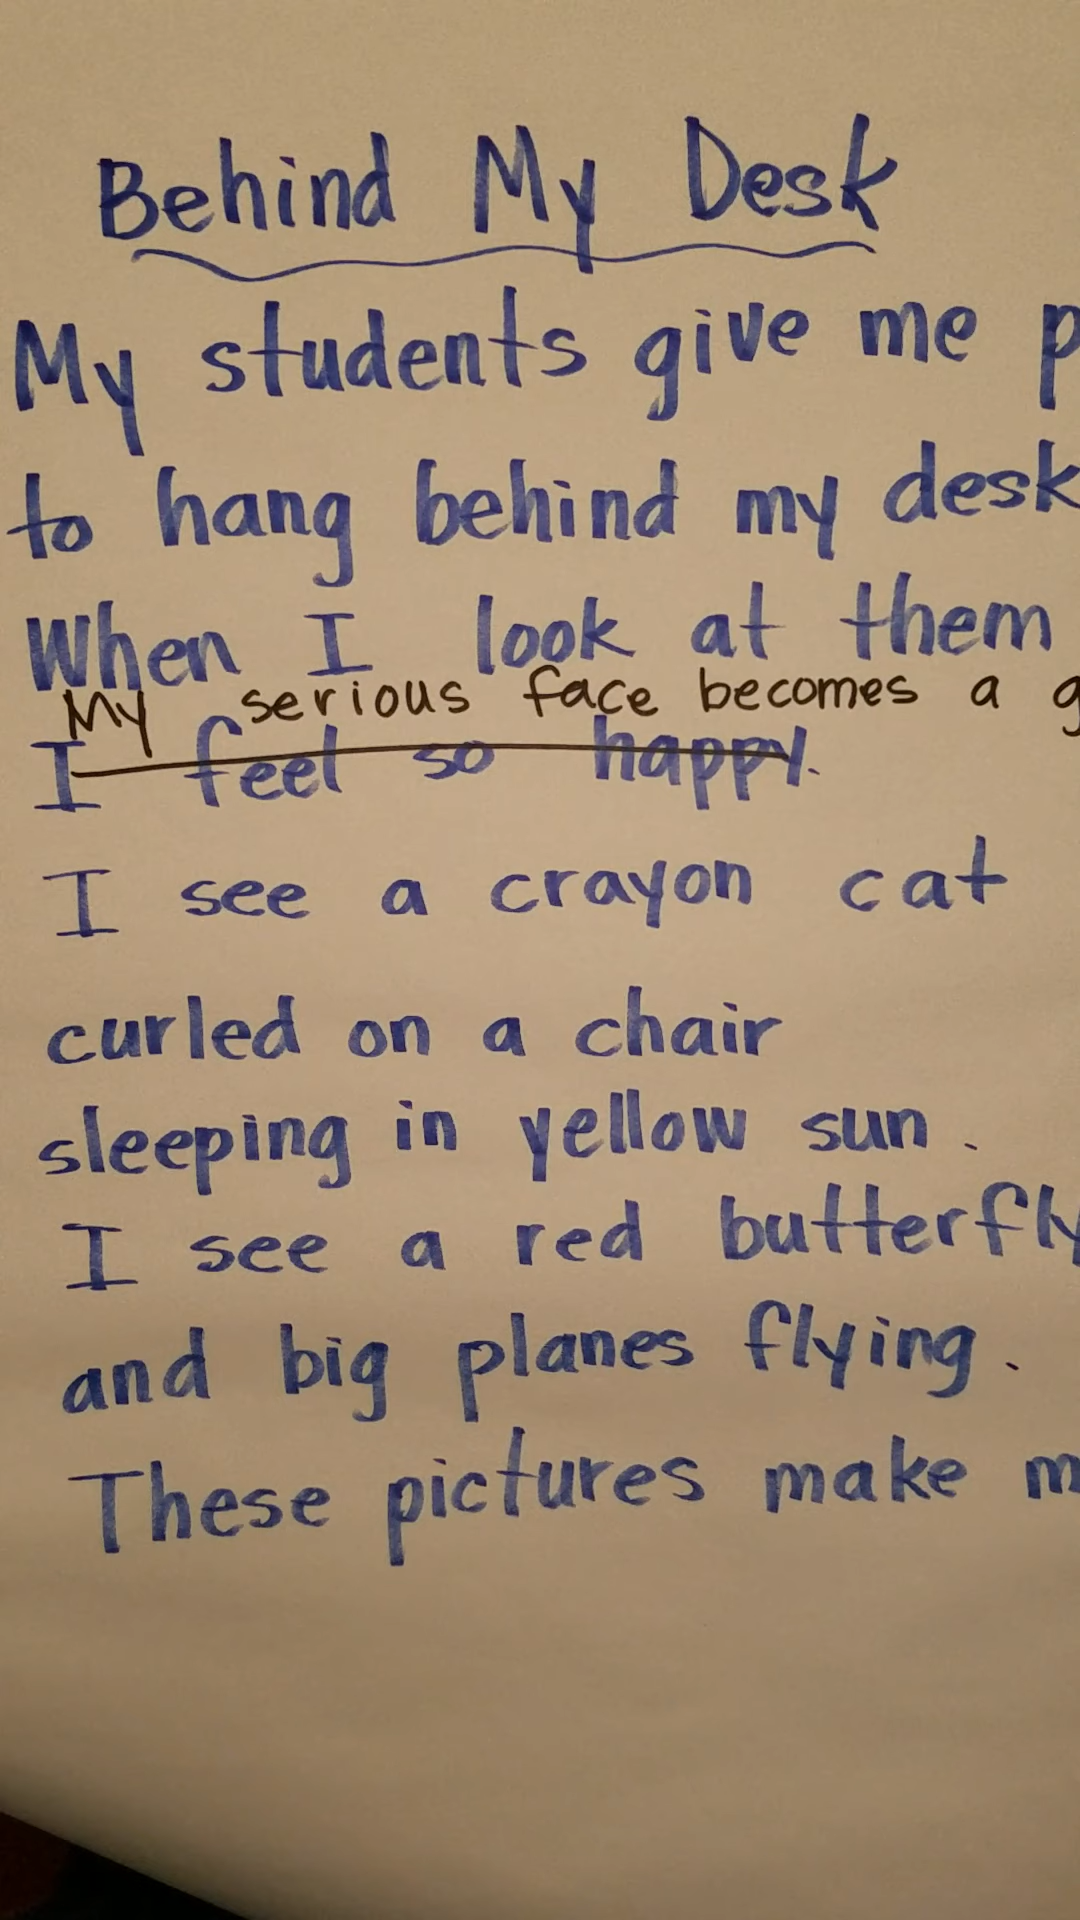 Behind My Desk
My students give me p
to hang behind my desk
When I look at them
My serious face becomes a g
I feel so happy.
I see a crayon cat
curled on a chair
sleeping in yellow sun.
I see a red butterfly
and big planes flying.
These pictures make m